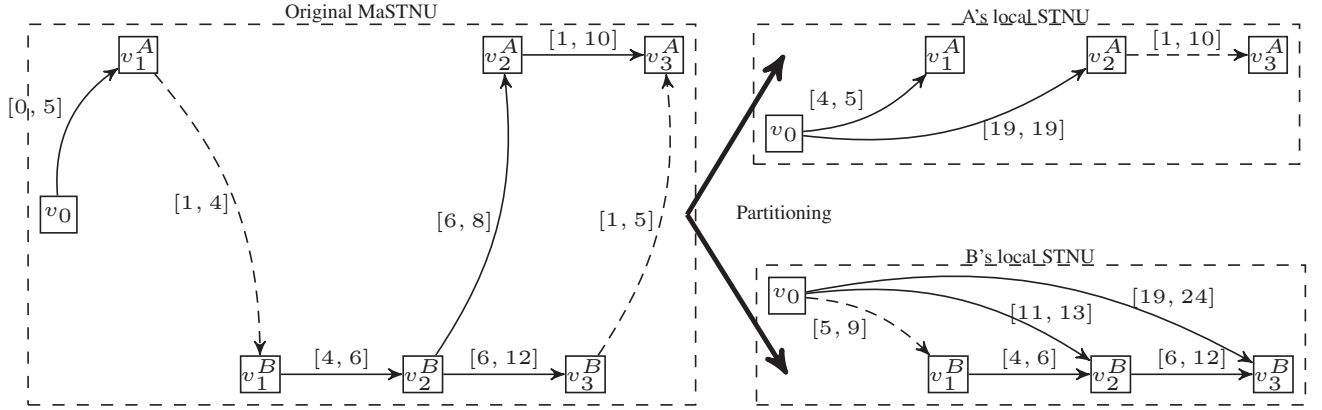 Original MaSTNU
v_1^A
v_2^A
[1, 10]
v_3^A
[0, 5]
v_0
[1, 4]
[6, 8]
[1, 5]
v_1^B
[4, 6]
v_2^B
[6, 12]
v_3^B
Partitioning
A's local STNU
v_1^A
v_2^A
[1, 10]
v_3^A
[4, 5]
v_0
[19, 19]
B's local STNU
v_0
[5, 9]
[11, 13]
[19, 24]
v_1^B
[4, 6]
v_2^B
[6, 12]
v_3^B